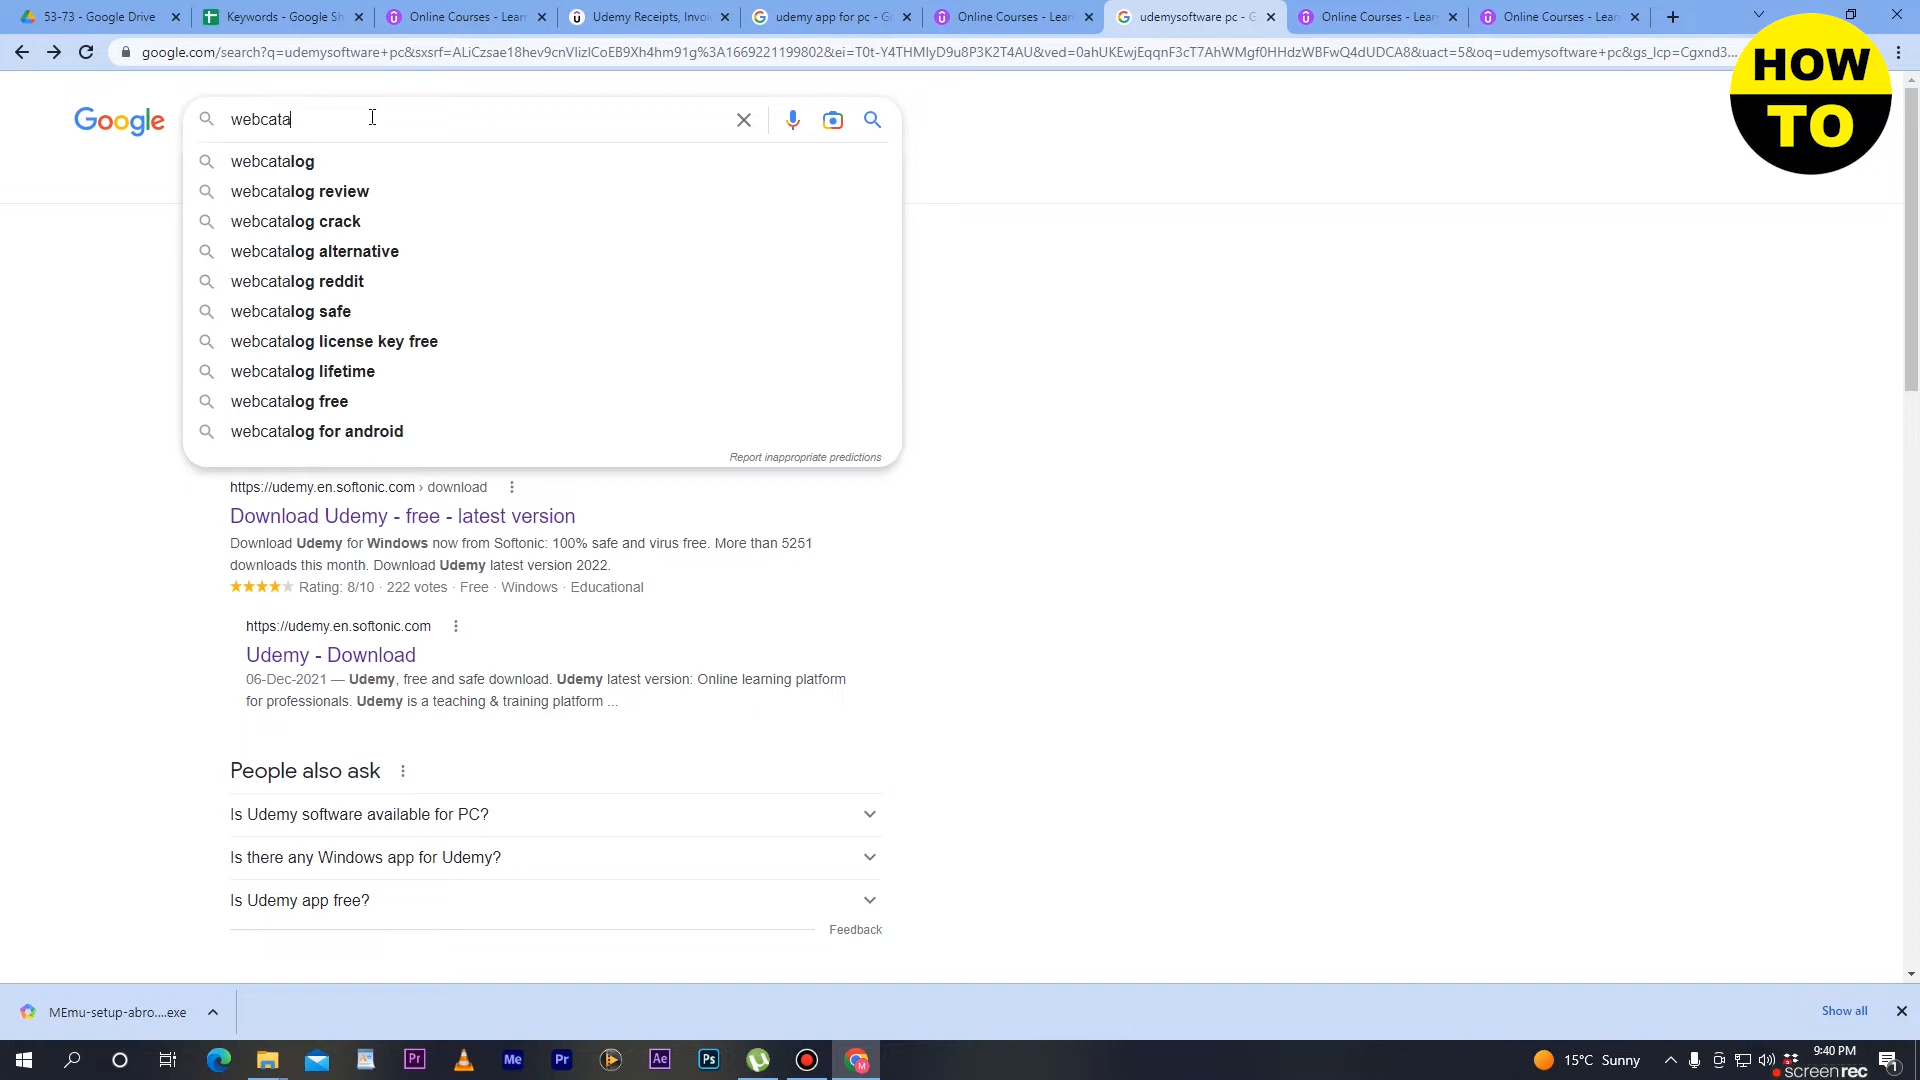 53-73 - Google Drive
Keywords - Google Sh
Online Courses - Lear
Udemy Receipts, Invoi
udemy app for pc - G
Online Courses - Lear
udemysoftware pc - G
Online Courses - Lear
Online Courses - Lear
google.com/search?q=udemysoftware+pc&sxsrf=ALiCzsae18hev9cnVIizlCoEB9Xh4hm91g%3A1669221199802&ei=T0t-Y4THMIyD9u8P3K2T4AU&ved=0ahUKEwjEqqnF3cT7AhWMgf0HHdzWBFwQ4dUDCA8&uact=5&oq=udemysoftware+pc&gs_lcp=Cgxnd3...
HOW
TO
Google
webcata
webcatalog
webcatalog review
webcatalog crack
webcatalog alternative
webcatalog reddit
webcatalog safe
webcatalog license key free
webcatalog lifetime
webcatalog free
webcatalog for android
Report inappropriate predictions
https://udemy.en.softonic.com › download
Download Udemy - free - latest version
Download Udemy for Windows now from Softonic: 100% safe and virus free. More than 5251
downloads this month. Download Udemy latest version 2022.
Rating: 8/10 · 222 votes · Free · Windows · Educational
https://udemy.en.softonic.com
Udemy - Download
06-Dec-2021 — Udemy, free and safe download. Udemy latest version: Online learning platform
for professionals. Udemy is a teaching & training platform ...
People also ask
Is Udemy software available for PC?
Is there any Windows app for Udemy?
Is Udemy app free?
Feedback
MEmu-setup-abro....exe
Show all
Pr
Me
Pr
Ae
Ps
M
15°C Sunny
9:40 PM
1
screenrec